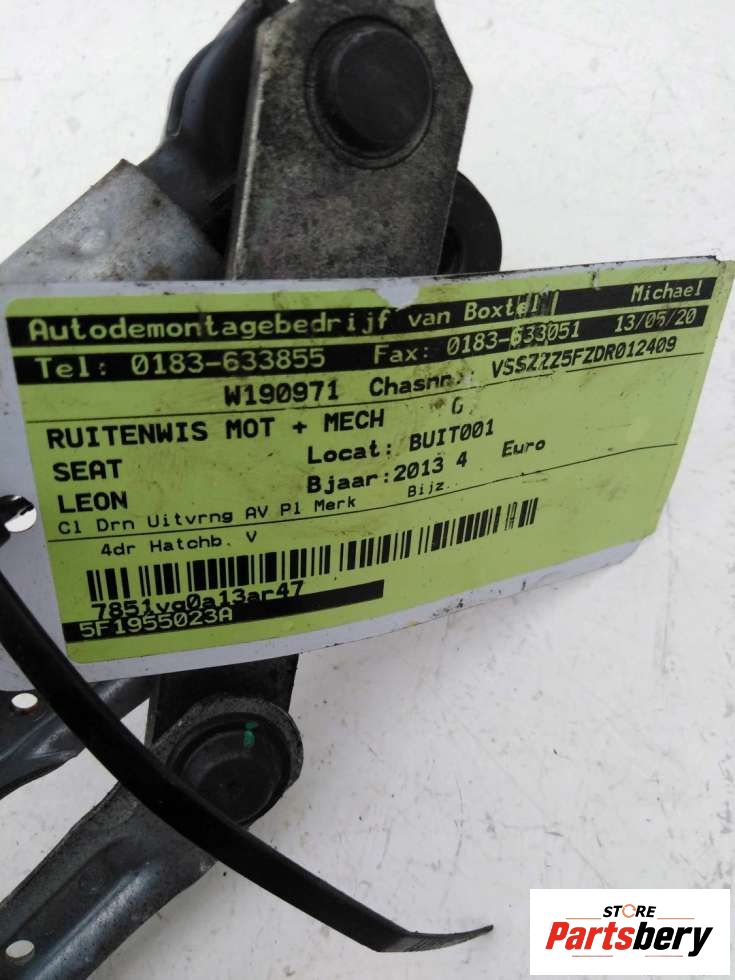 Autodemontagebedrijf van Boxtel Michael
Tel: 0183-633855 Fax: 0183-633051 13/05/20
W190971 Chasnr. VSSZZZ5FZDR012409
RUITENWIS MOT + MECH 0
SEAT Locat: BUIT001
LEON Bjaar:2013 4 Euro
Cl Drn Uitvrng AV Pl Merk Bijz.
4dr Hatchb. V
7851vo0a13ar47
5F1955023A
STORE
Partsbery